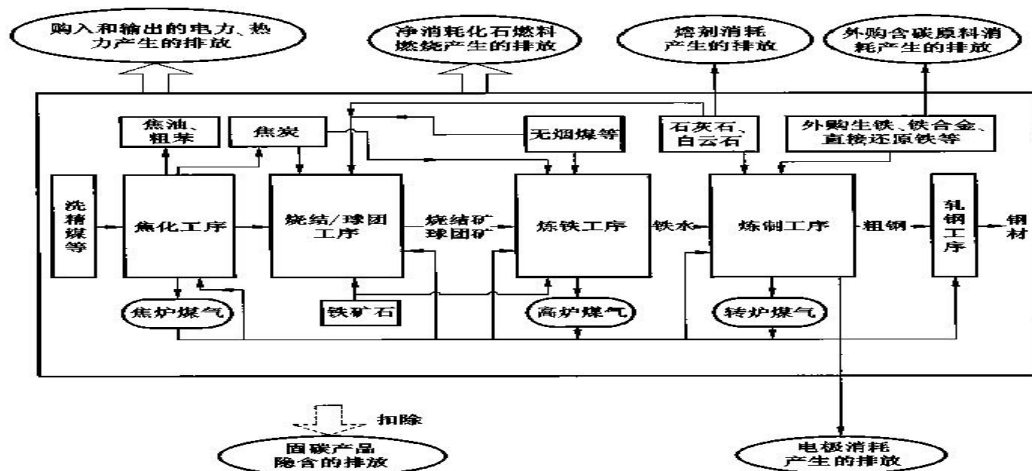 购入和输出的电力、热
力产生的排放
净消耗化石燃料
燃烧产生的排放
熔剂消耗
产生的排放
外购含碳原料消
耗产生的排放
焦油、
粗苯
焦炭
无烟煤等
石灰石、
白云石
外购生铁、铁合金、
直接还原铁等
洗精煤等
焦化工序
烧结/球团
工序
烧结矿
球团矿
炼铁工序
铁水
炼制工序
粗钢
轧钢工序
钢材
焦炉煤气
铁矿石
高炉煤气
转炉煤气
扣除
固碳产品
隐含的排放
电极消耗
产生的排放